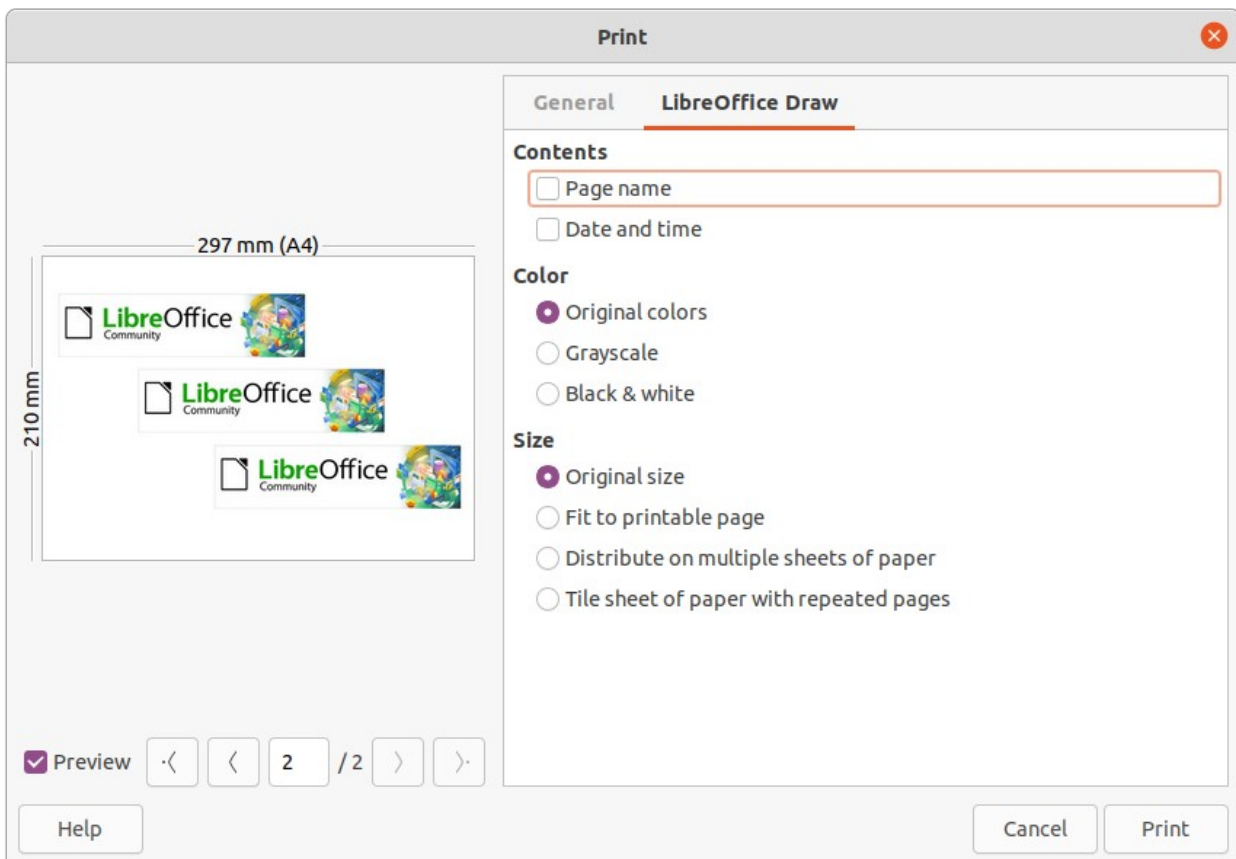 Print
General LibreOffice Draw
Contents
Page name
Date and time
297 mm (A4)
210 mm
LibreOffice
Community
LibreOffice
Community
LibreOffice
Community
Color
Original colors
Grayscale
Black & white
Size
Original size
Fit to printable page
Distribute on multiple sheets of paper
Tile sheet of paper with repeated pages
Preview 2 / 2
Help Cancel Print